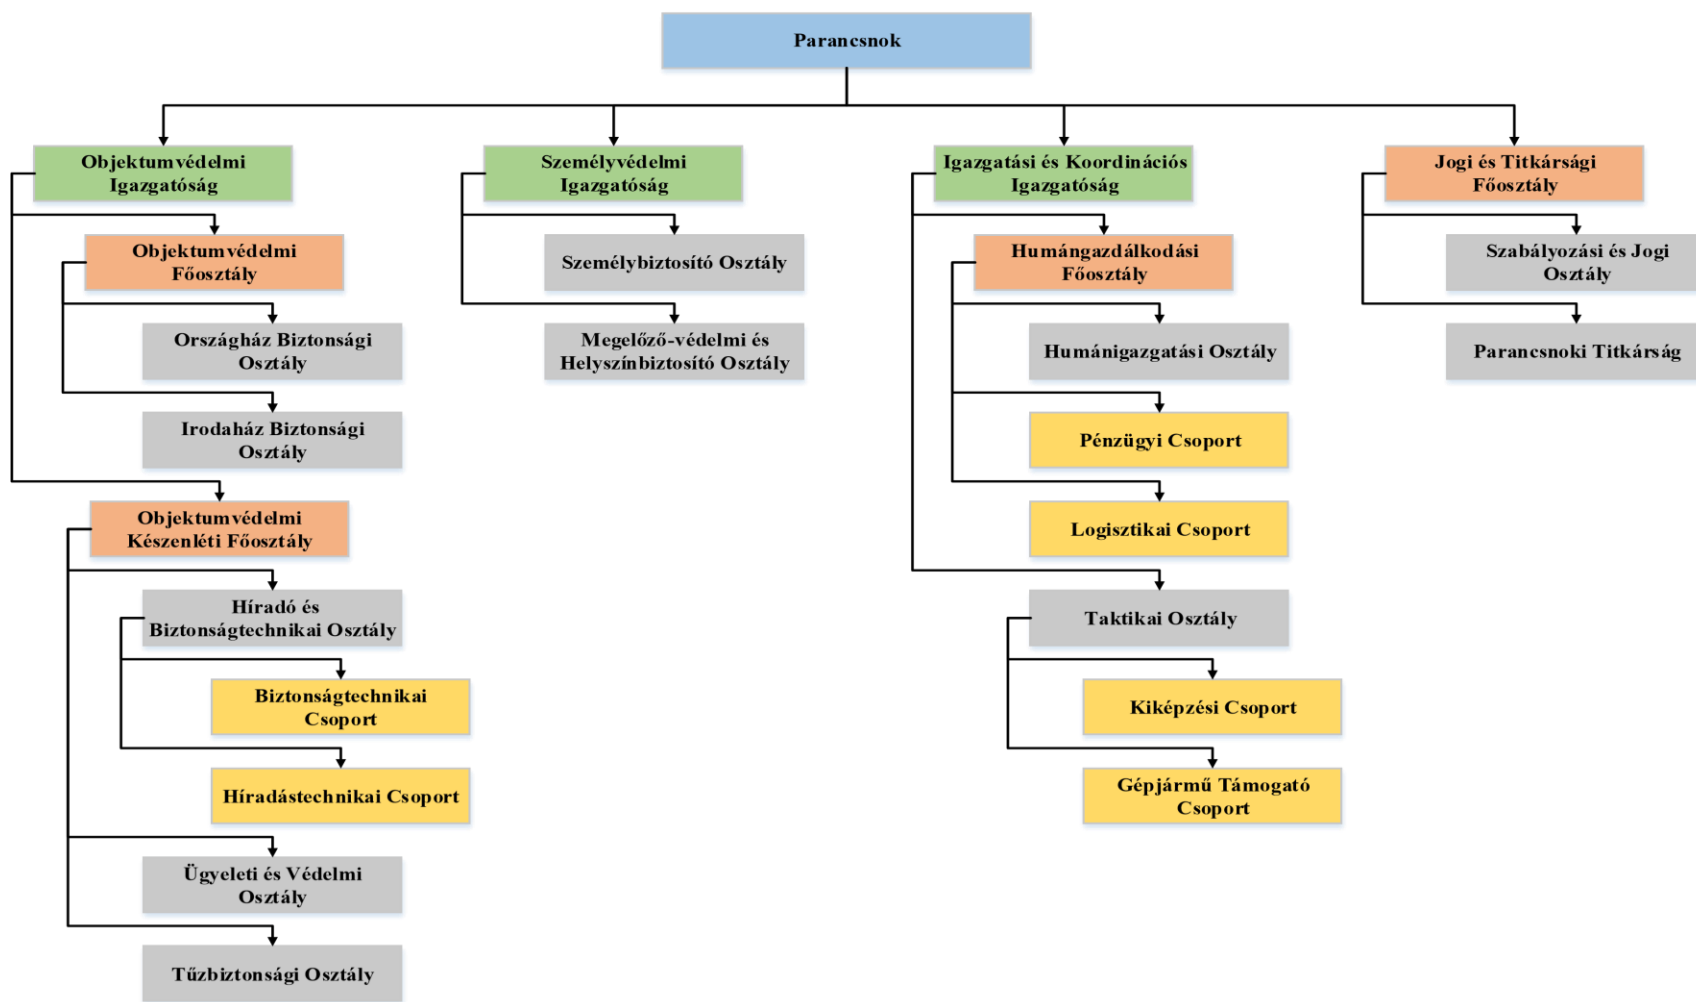 Parancsnok
Objektumvédelmi
Igazgatóság
Objektumvédelmi
Főosztály
Országház Biztonsági
Osztály
Irodaház Biztonsági
Osztály
Objektumvédelmi
Készenléti Főosztály
Híradó és
Biztonságtechnikai Osztály
Biztonságtechnikai
Csoport
Híradástechnikai Csoport
Ügyeleti és Védelmi
Osztály
Tűzbiztonsági Osztály
Személyvédelmi
Igazgatóság
Személybiztosító Osztály
Megelőző-védelmi és
Helyszínbiztosító Osztály
Igazgatási és Koordinációs
Igazgatóság
Humángazdálkodási
Főosztály
Humánigazgatási Osztály
Pénzügyi Csoport
Logisztikai Csoport
Taktikai Osztály
Kiképzési Csoport
Gépjármű Támogató
Csoport
Jogi és Titkársági
Főosztály
Szabályozási és Jogi
Osztály
Parancsnoki Titkárság